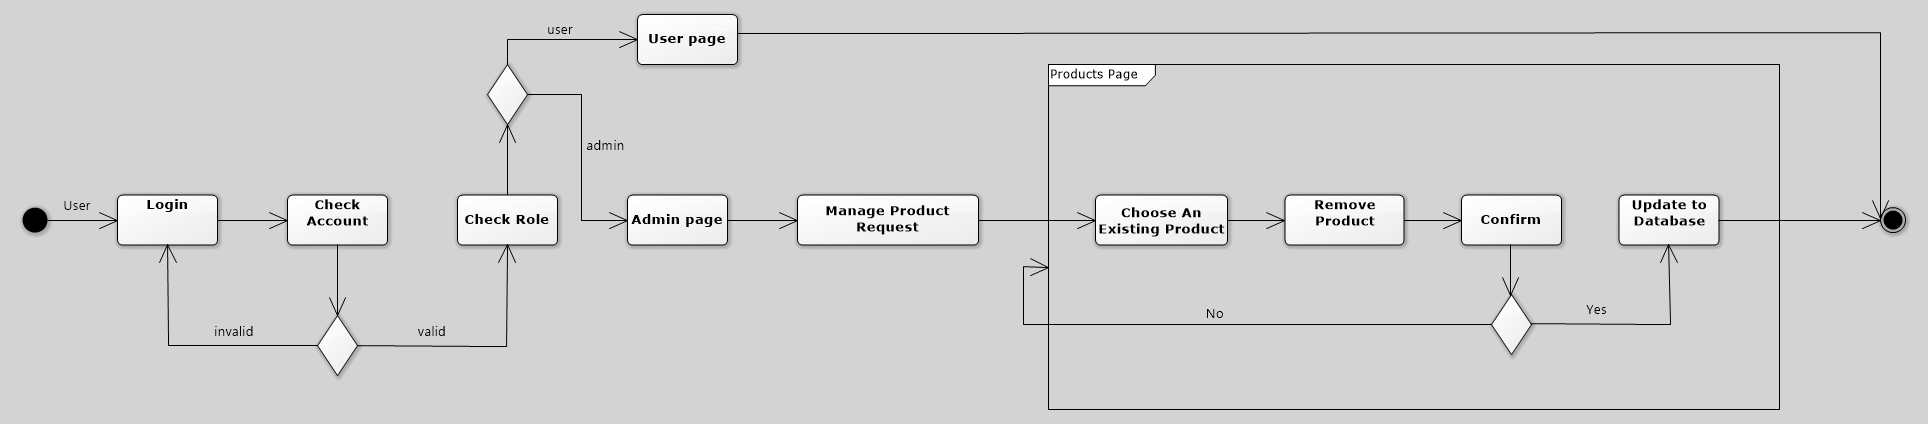 user
User page
Products Page
admin
User
Login
Check
Account
Check Role
Admin page
Manage Product
Request
Choose An
Existing Product
Remove
Product
Confirm
Update to
Database
invalid
valid
No
Yes